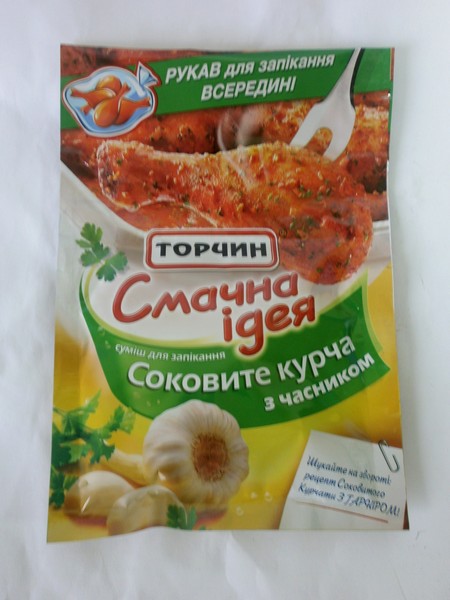 РУКАВ для запікання
ВСЕРЕДИНІ
ТОРЧИН
Смачна
ідея
суміш для запікання
Соковите курча
з часником
Шукайте на звороті:
рецепт Соковитого
Курчати З ГАРНІРОМ!